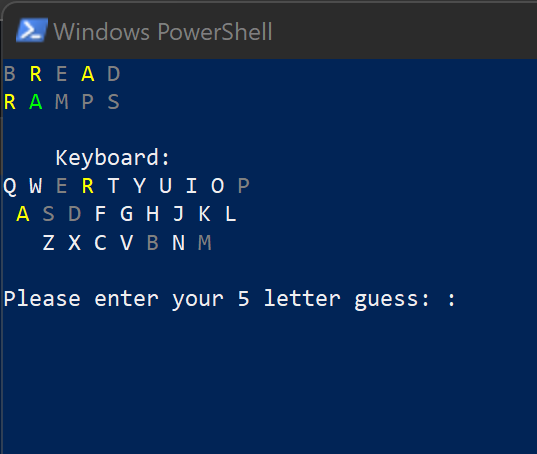 Windows PowerShell
B R E A D
R A M P S
Keyboard:
Q W E R T Y U I O P
A S D F G H J K L
Z X C V B N M
Please enter your 5 letter guess: :